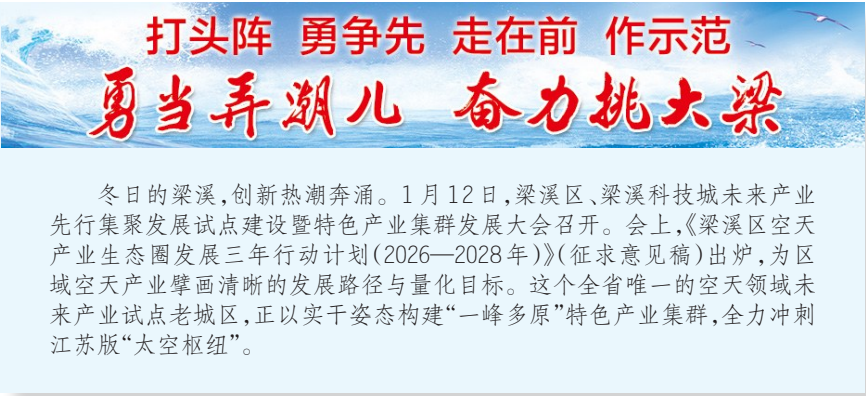 打头阵 勇争先 走在前 作示范
勇当弄潮儿 奋力挑大梁
冬日的梁溪,创新热潮奔涌。1月12日,梁溪区、梁溪科技城未来产业
先行集聚发展试点建设暨特色产业集群发展大会召开。会上,《梁溪区空天
产业生态圈发展三年行动计划(2026—2028年)》(征求意见稿)出炉,为区
域空天产业擘画清晰的发展路径与量化目标。这个全省唯一的空天领域未
来产业试点老城区,正以实干姿态构建“一峰多原”特色产业集群,全力冲刺
江苏版“太空枢纽”。